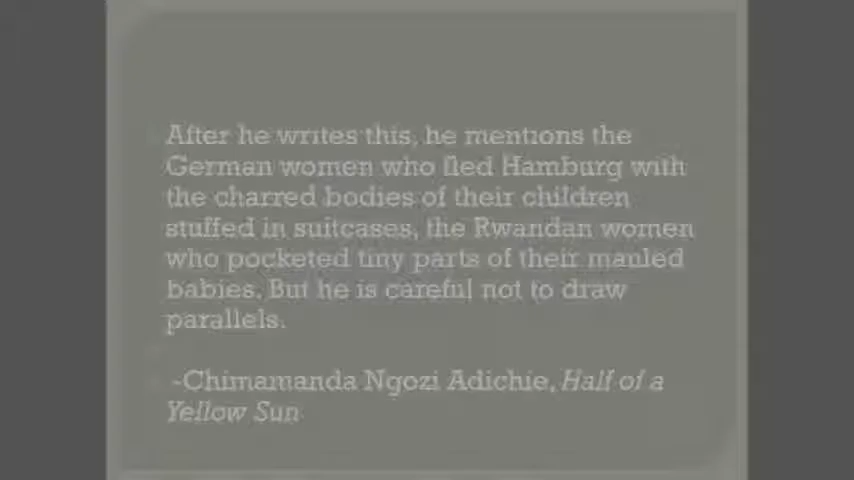 After he writes this, he mentions the
German women who fled Hamburg with
the charred bodies of their children
stuffed in suitcases, the Rwandan women
who pocketed tiny parts of their mauled
babies. But he is careful not to draw
parallels.
-Chimamanda Ngozi Adichie, Half of a
Yellow Sun